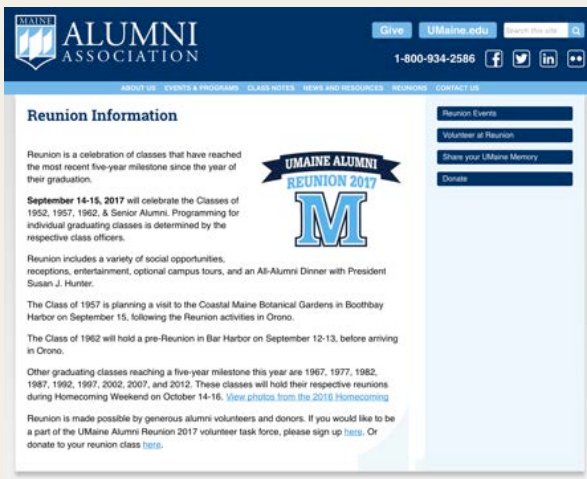 MAINE
ALUMNI
ASSOCIATION
Give
UMaine.edu
Search this site
1-800-934-2586
ABOUT US EVENTS & PROGRAMS CLASS NOTES NEWS AND RESOURCES REUNIONS CONTACT US
Reunion Information
Reunion is a celebration of classes that have reached
the most recent five-year milestone since the year of
their graduation.
September 14-15, 2017 will celebrate the Classes of
1952, 1957, 1962, & Senior Alumni. Programming for
individual graduating classes is determined by the
respective class officers.
UMAINE ALUMNI
REUNION 2017
M
Reunion includes a variety of social opportunities,
receptions, entertainment, optional campus tours, and an All-Alumni Dinner with President
Susan J. Hunter.
The Class of 1957 is planning a visit to the Coastal Maine Botanical Gardens in Boothbay
Harbor on September 15, following the Reunion activities in Orono.
The Class of 1962 will hold a pre-Reunion in Bar Harbor on September 12-13, before arriving
in Orono.
Other graduating classes reaching a five-year milestone this year are 1967, 1977, 1982,
1987, 1992, 1997, 2002, 2007, and 2012. These classes will hold their respective reunions
during Homecoming Weekend on October 14-16. View photos from the 2016 Homecoming
Reunion is made possible by generous alumni volunteers and donors. If you would like to be
a part of the UMaine Alumni Reunion 2017 volunteer task force, please sign up here. Or
donate to your reunion class here.
Reunion Events
Volunteer at Reunion
Share your UMaine Memory
Donate